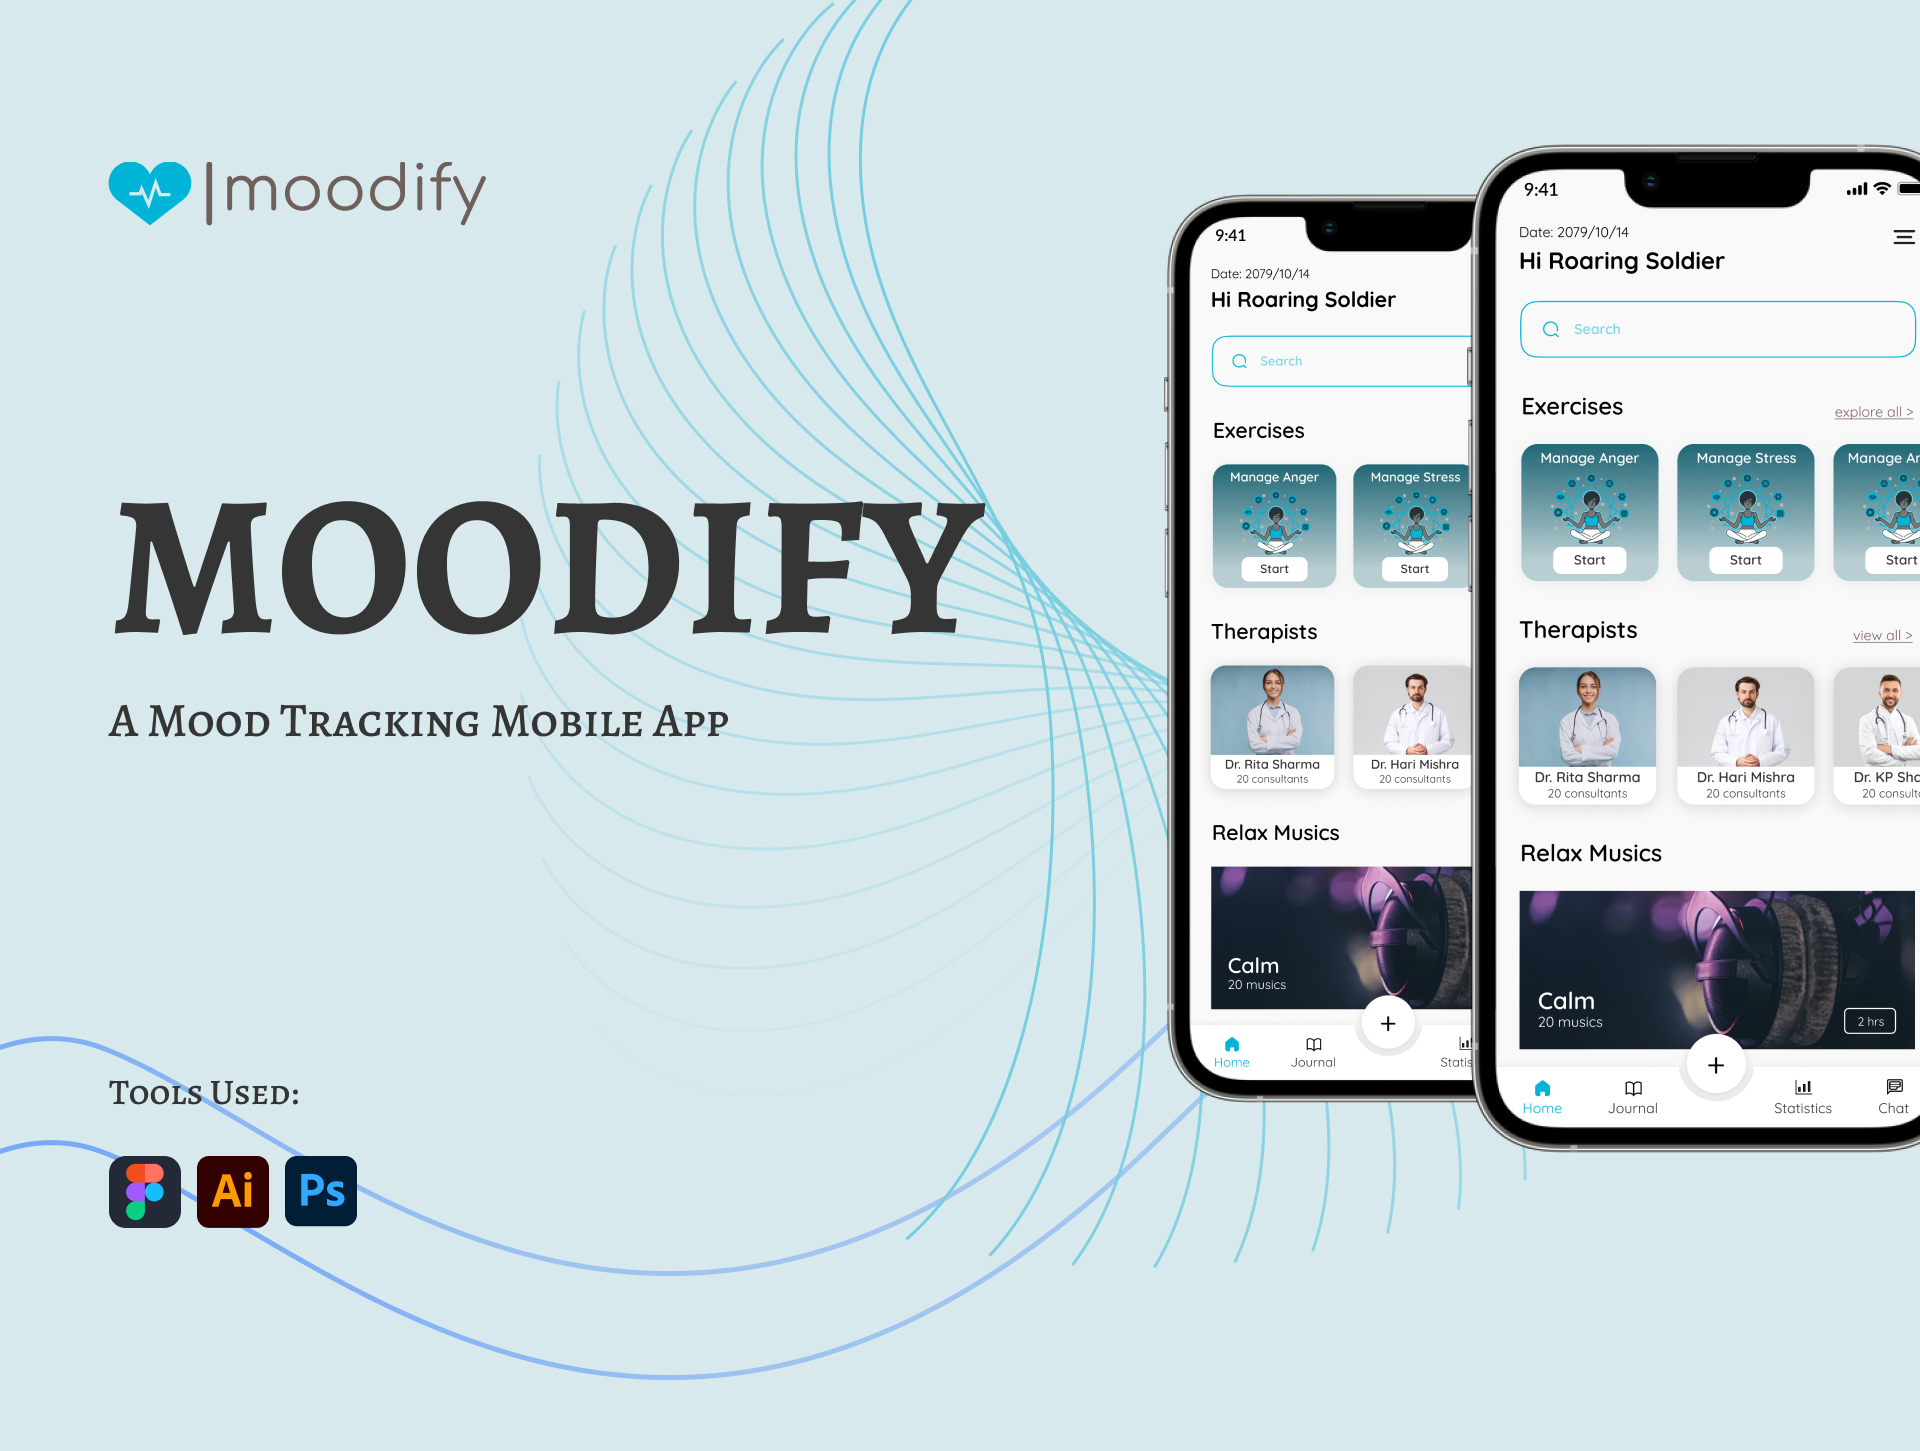 moodify
MOODIFY
A Mood Tracking Mobile App
Tools Used:
Ai
Ps
9:41
Date: 2079/10/14
Hi Roaring Soldier
Search
Exercises
Manage Anger
Manage Stress
Start
Start
Therapists
Dr. Rita Sharma
20 consultants
Dr. Hari Mishra
20 consultants
Relax Musics
Calm
20 musics
+
Home
Journal
9:41
Date: 2079/10/14
Hi Roaring Soldier
Search
Exercises
explore all >
Manage Anger
Manage Stress
Manage
Start
Start
Start
Therapists
view all >
Dr. Rita Sharma
20 consultants
Dr. Hari Mishra
20 consultants
Dr. KP
20
Relax Musics
Calm
20 musics
2 hrs
+
Home
Journal
Statistics
Chat